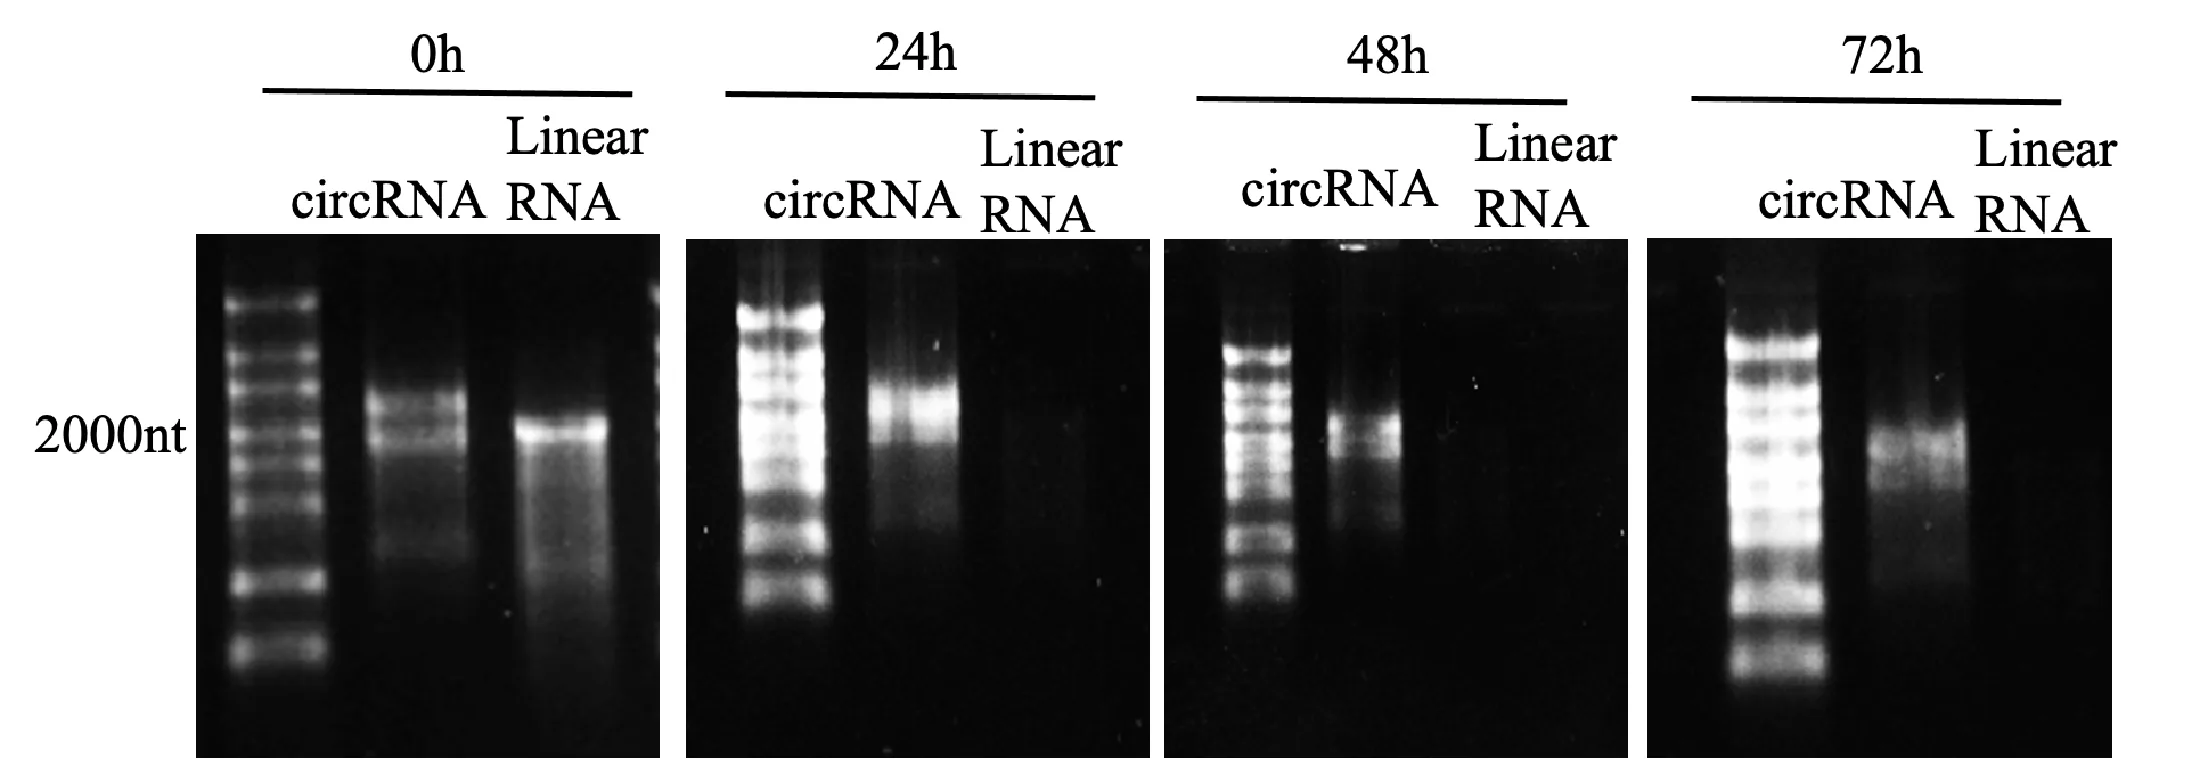 0h
24h
48h
72h
circRNA
Linear
RNA
circRNA
Linear
RNA
circRNA
Linear
RNA
circRNA
Linear
RNA
2000nt